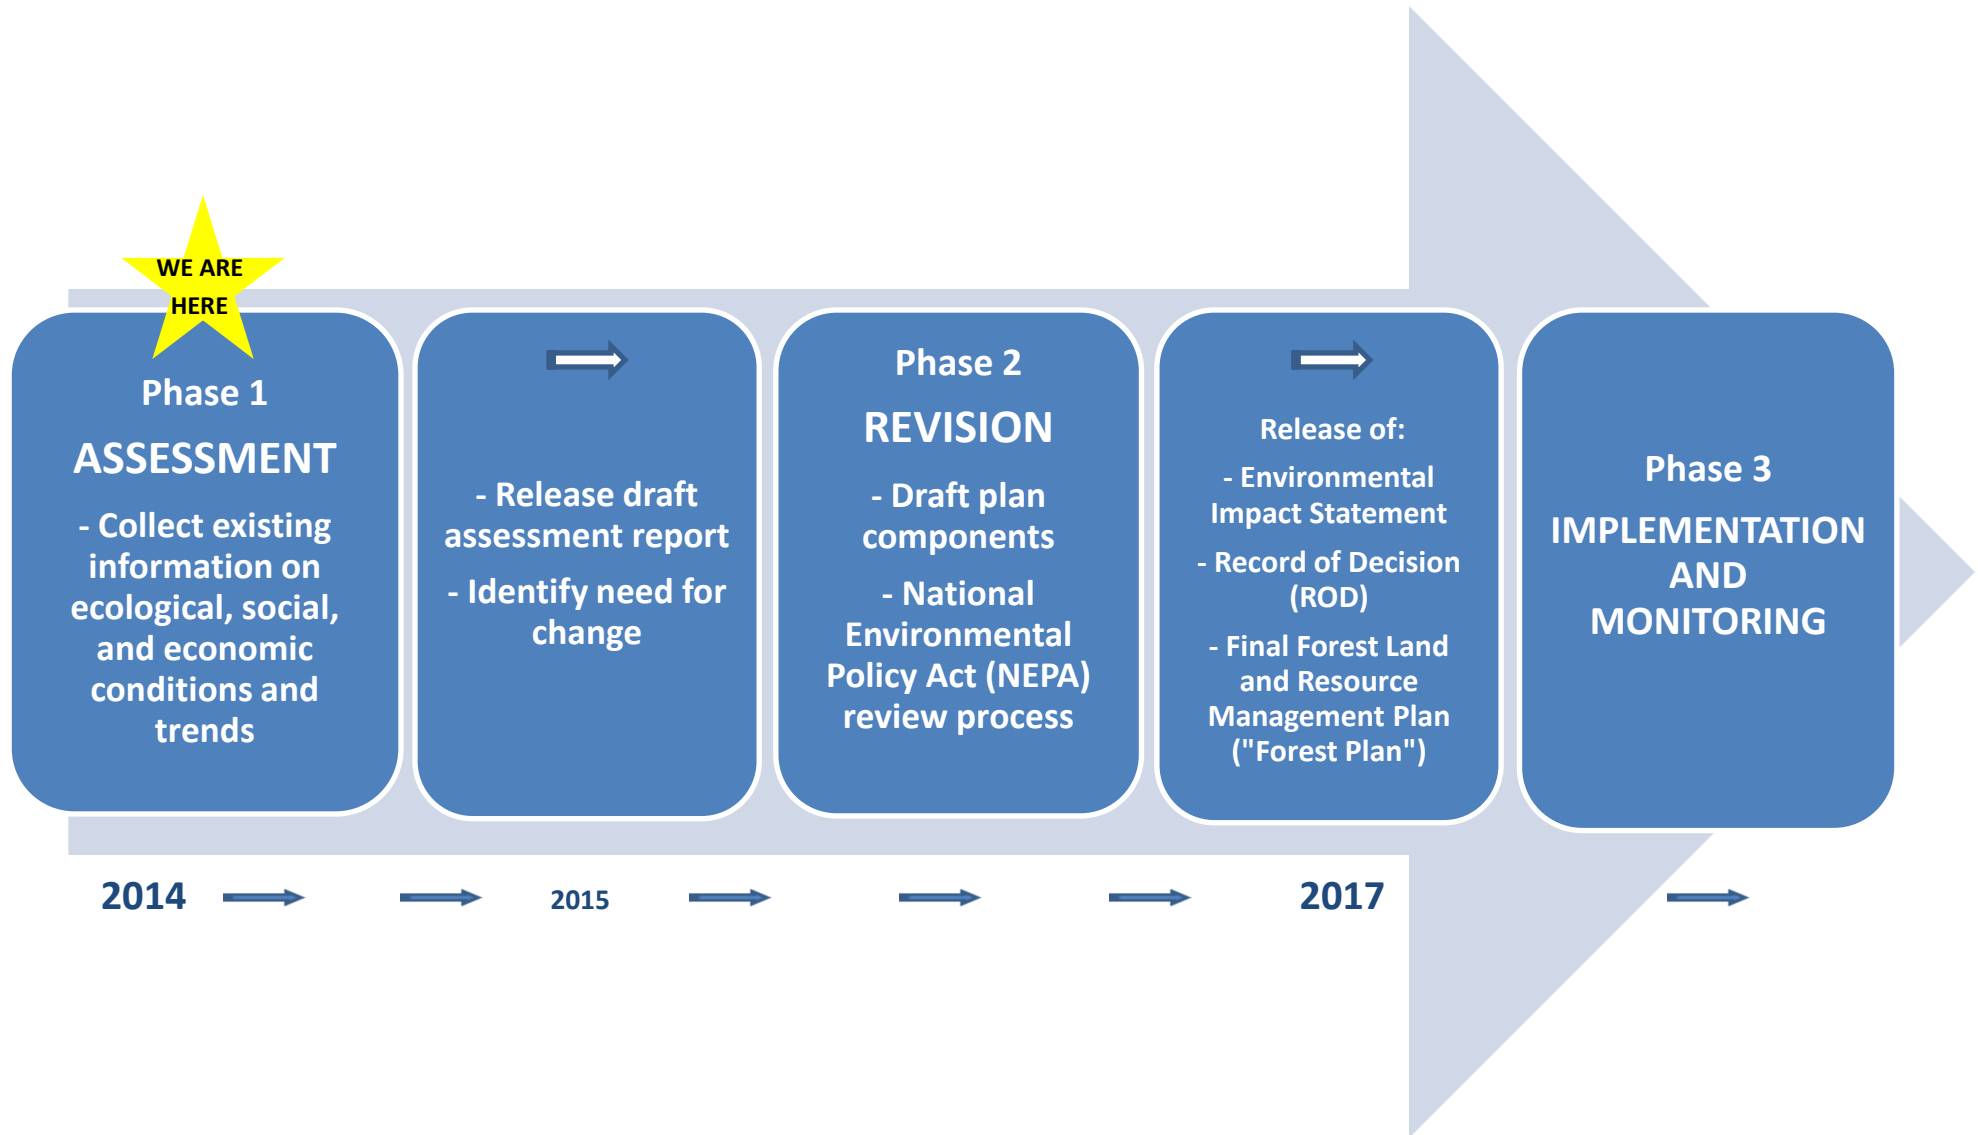 WE ARE
HERE
Phase 1
ASSESSMENT
- Collect existing
information on
ecological, social,
and economic
conditions and
trends
- Release draft
assessment report
- Identify need for
change
Phase 2
REVISION
- Draft plan
components
- National
Environmental
Policy Act (NEPA)
review process
Release of:
- Environmental
Impact Statement
- Record of Decision
(ROD)
- Final Forest Land
and Resource
Management Plan
("Forest Plan")
Phase 3
IMPLEMENTATION
AND
MONITORING
2014
2015
2017